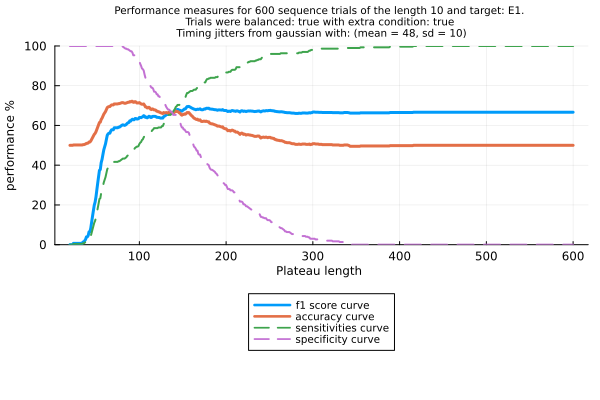 Performance measures for 600 sequence trials of the length 10 and target: E1.
Trials were balanced: true with extra condition: true
Timing jitters from gaussian with: (mean = 48, sd = 10)
100
80
60
40
20
0
performance %
100
200
300
400
500
600
Plateau length
f1 score curve
accuracy curve
sensitivities curve
specificity curve